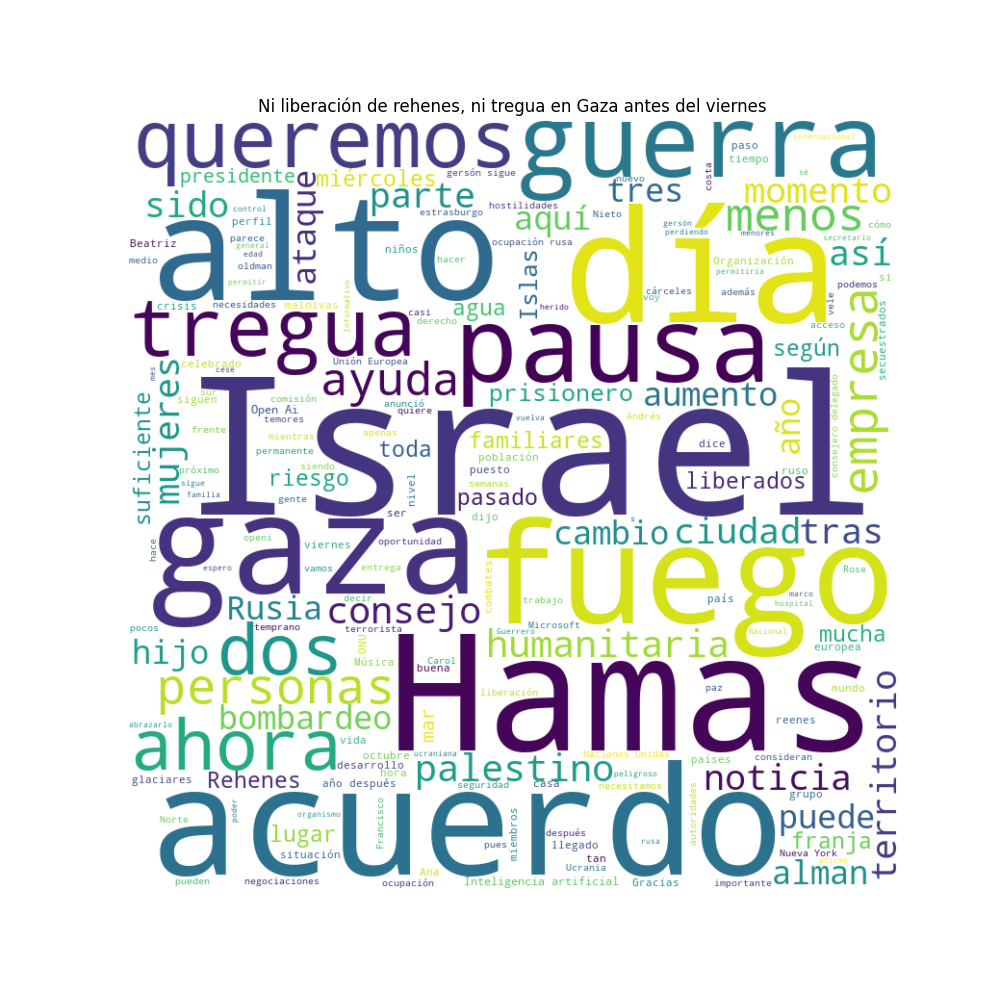 Ni liberación de rehenes, ni tregua en Gaza antes del viernes
queremos
guerra
internacional
paso
tiempo
costa
sé
presidente
miércoles
gersón sigue
nuevo
tres
momento
sido
parte
aquí
menos
ataque
control
perfil
estrasburgo
hostilidades
Nieto
gersón
perdiendo
menores
secretario
cómo
Beatriz
parece
general
edad
medio
oldman
permitir
niños
hacer
ocupación rusa
Organización
permitiría
así
si
alto
día
crisis
necesidades
maldivas
Informativo
casi
derecho
agua
Islas
herido
voy
cárceles
además
vele
podemos
acceso
secuestrados
tregua
pausa
según
empresa
mes
celebrado
cese
Unión Europea
ayuda
prisionero
aumento
consejero delegado
mujeres
siguen
sur
comisión
anunció
quiere
Open Ai
temores
frente
mientras
apenas
vuelva
Andrés
año
suficiente
permanente
toda
familiares
población
dice
próximo
siendo
sigue
familia
riesgo
gente
nivel
puesto
semanas
pasado
liberados
ruso
Israel
ser
dijo
s
hace
openi
viernes
oportunidad
cambio
ciudad
tras
espero
vamos
entrega
combates
gaza
fuego
decir
trabajo
país
Rose
marco
hospital
Rusia
consejo
pocos
temprano
terrorista
Microsoft
Guerrero
Nacional
mucha
europea
hijo
dos
ONU
Música
Carol
buena
humanitaria
paz
mundo
personas
liberación
Hamas
reenes
abrazarlo
bombardeo
mar
territorio
vida
ucraniana
ahora
octubre
Naciones Unidas
países
consideran
desarrollo
hora
palestino
peligroso
glaciares
Rehenes
año después
seguridad
casa
necesitamos
noticia
grupo
Norte
poder
organismo
Francisco
acuerdo
miembros
autoridades
puede
lugar
después
llegado
rusa
franja
situación
pues
tan
Ucrania
Nueva York
afirmó
pueden
negociaciones
Ana
ocupación
Inteligencia artificial
Gracias
importante
alman